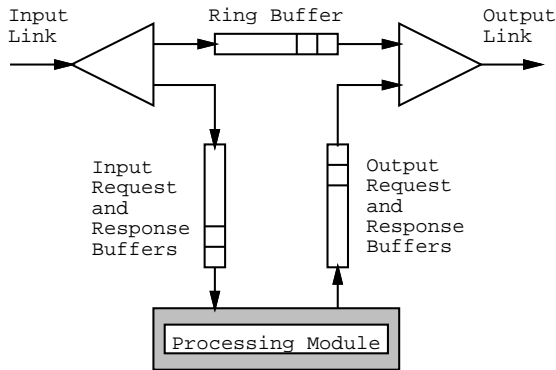 Input
Link
Ring Buffer
Output
Link
Input
Request
and
Response
Buffers
Output
Request
and
Response
Buffers
Processing Module